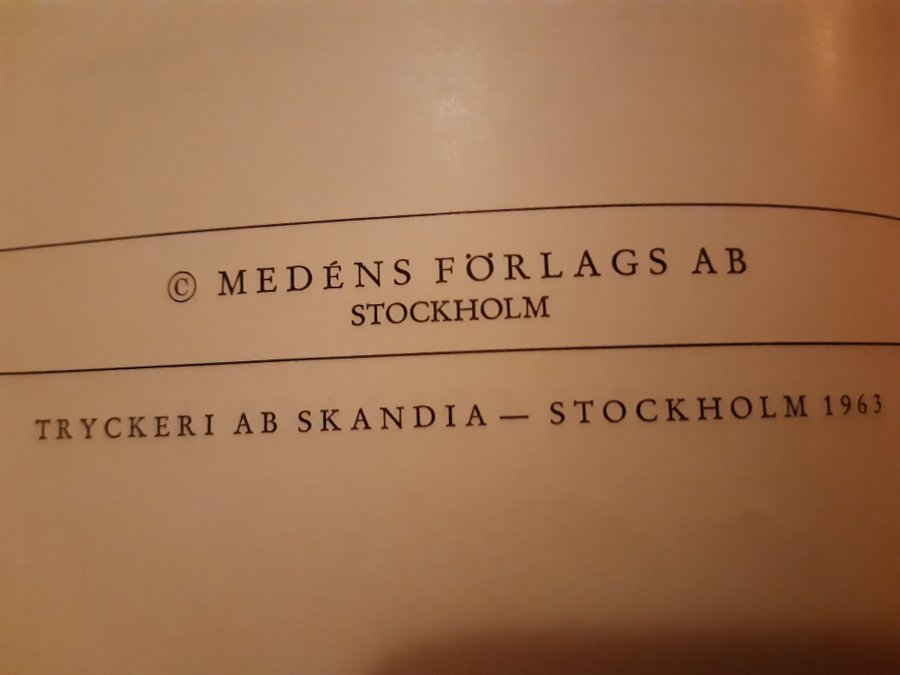 © MEDÉNS FÖRLAGS AB
STOCKHOLM
TRYCKERI AB SKANDIA — STOCKHOLM 1963